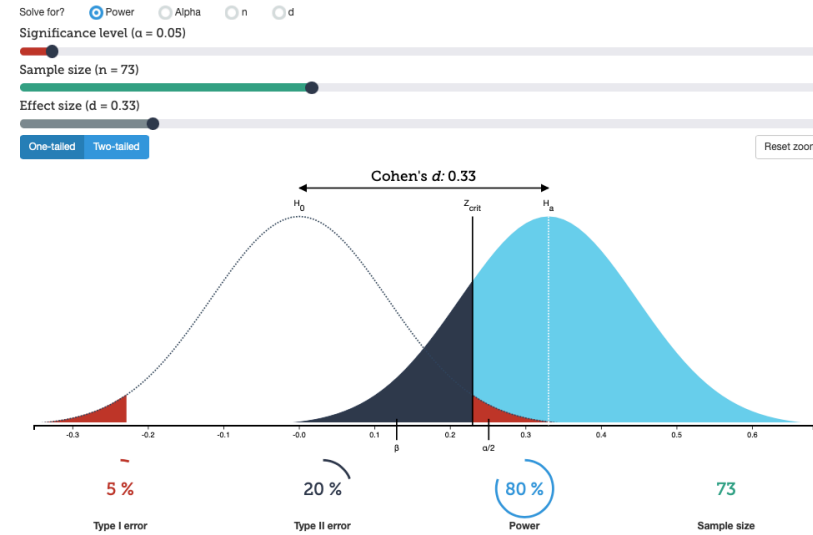 Solve for? Power Alpha n d
Significance level (α = 0.05)
Sample size (n = 73)
Effect size (d = 0.33)
One-tailed Two-tailed Reset zoom
Cohen's d: 0.33
H0 Zcrit Ha
-0.3 -0.2 -0.1 -0.0 0.1 0.2 0.3 0.4 0.5 0.6
β α/2
5 % 20 % 80 % 73
Type I error Type II error Power Sample size